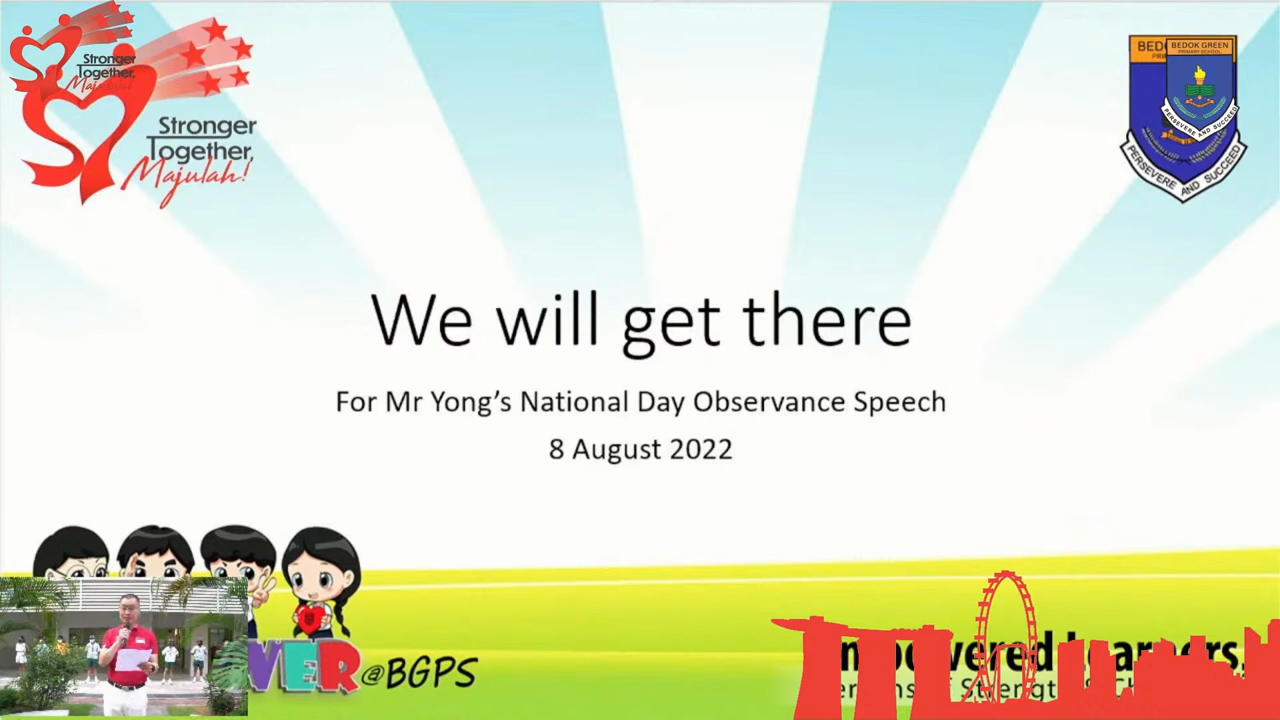 Stronger
Together,
Majulah!
Stronger
Together,
Majulah!
BEDOK GREEN
PRIMARY SCHOOL
PERSEVERE AND SUCCEED
PERSEVERE AND SUCCEED
We will get there
For Mr Yong's National Day Observance Speech
8 August 2022
@BGPS